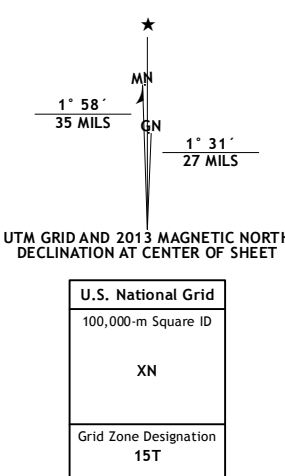 ★
MN
1° 58´
35 MILS
GN
1° 31´
27 MILS
UTM GRID AND 2013 MAGNETIC NORTH
DECLINATION AT CENTER OF SHEET
U.S. National Grid
100,000-m Square ID
XN
Grid Zone Designation
15T